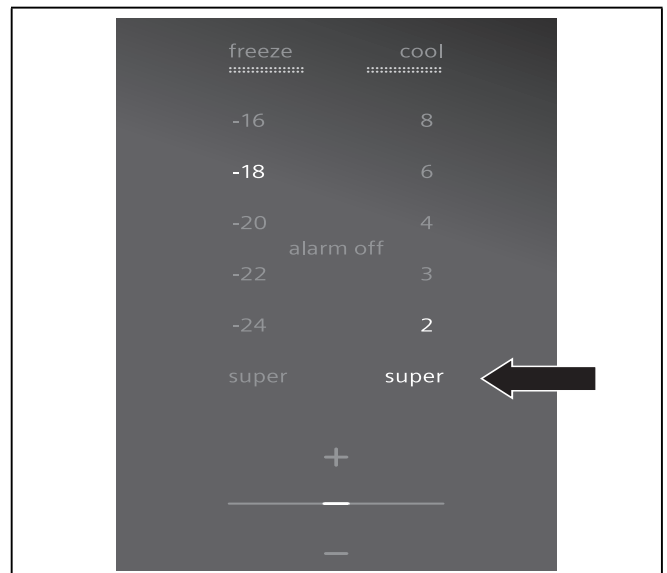 freeze cool
-16 8
-18 6
-20 4
alarm off
-22 3
-24 2
super super
+
−